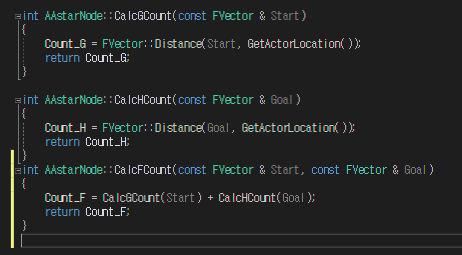 int AAstarNode::CalcGCount(const FVector & Start)
{
Count_G = FVector::Distance(Start, GetActorLocation());
return Count_G;
}
int AAstarNode::CalcHCount(const FVector & Goal)
{
Count_H = FVector::Distance(Goal, GetActorLocation());
return Count_H;
}
int AAstarNode::CalcFCount(const FVector & Start, const FVector & Goal)
{
Count_F = CalcGCount(Start) + CalcHCount(Goal);
return Count_F;
}